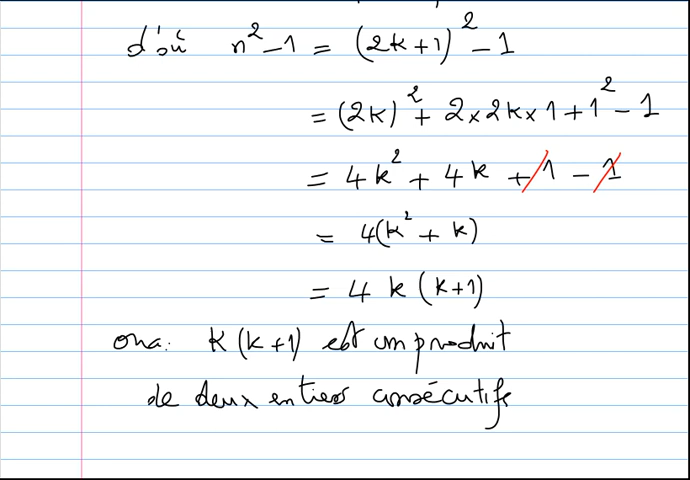 d'où n² - 1 = (2k+1)² - 1
= (2k)² + 2×2k×1 + 1² - 1
= 4k² + 4k + 1 - 1
= 4(k² + k)
= 4 k (k+1)
ona: K (k+1) est un produit
de deux entiers consécutifs